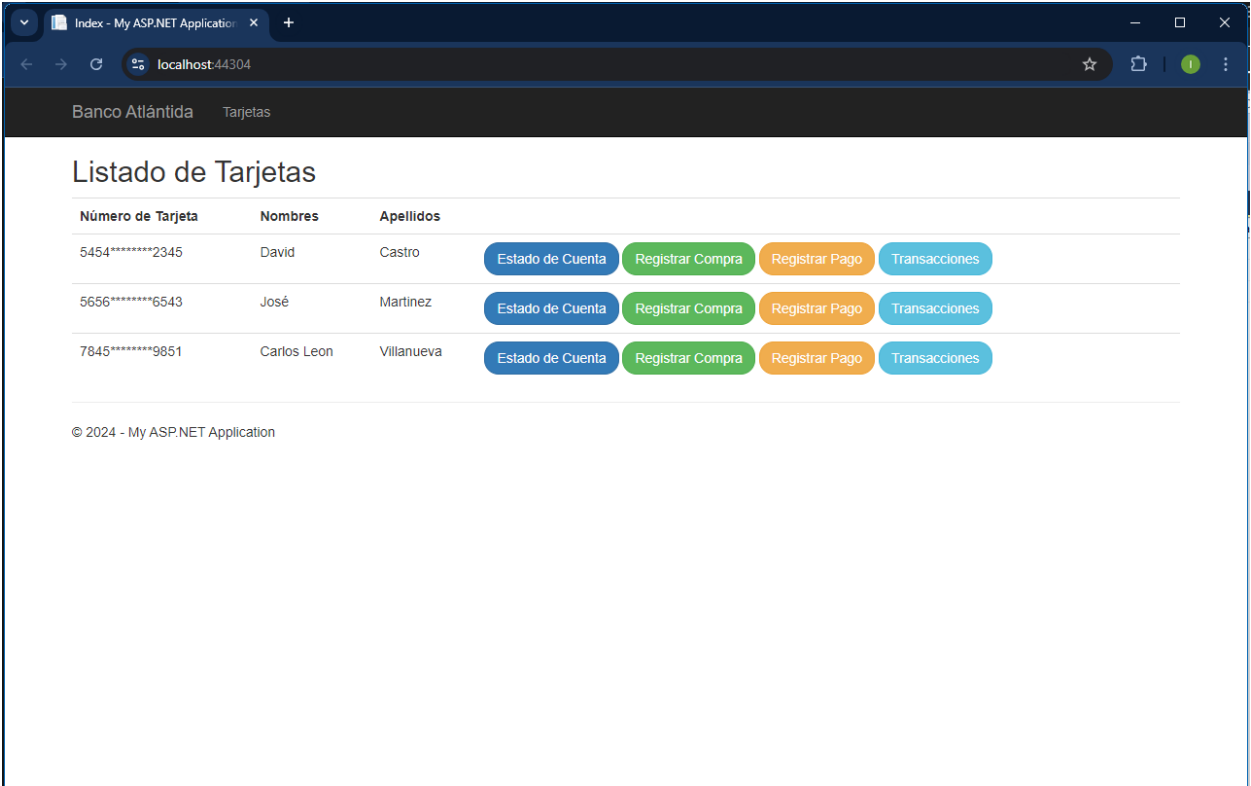 Index - My ASP.NET Application
localhost:44304
Banco Atlántida Tarjetas
Listado de Tarjetas
Número de Tarjeta Nombres Apellidos
5454********2345 David Castro Estado de Cuenta Registrar Compra Registrar Pago Transacciones
5656********6543 José Martinez Estado de Cuenta Registrar Compra Registrar Pago Transacciones
7845********9851 Carlos Leon Villanueva Estado de Cuenta Registrar Compra Registrar Pago Transacciones
© 2024 - My ASP.NET Application